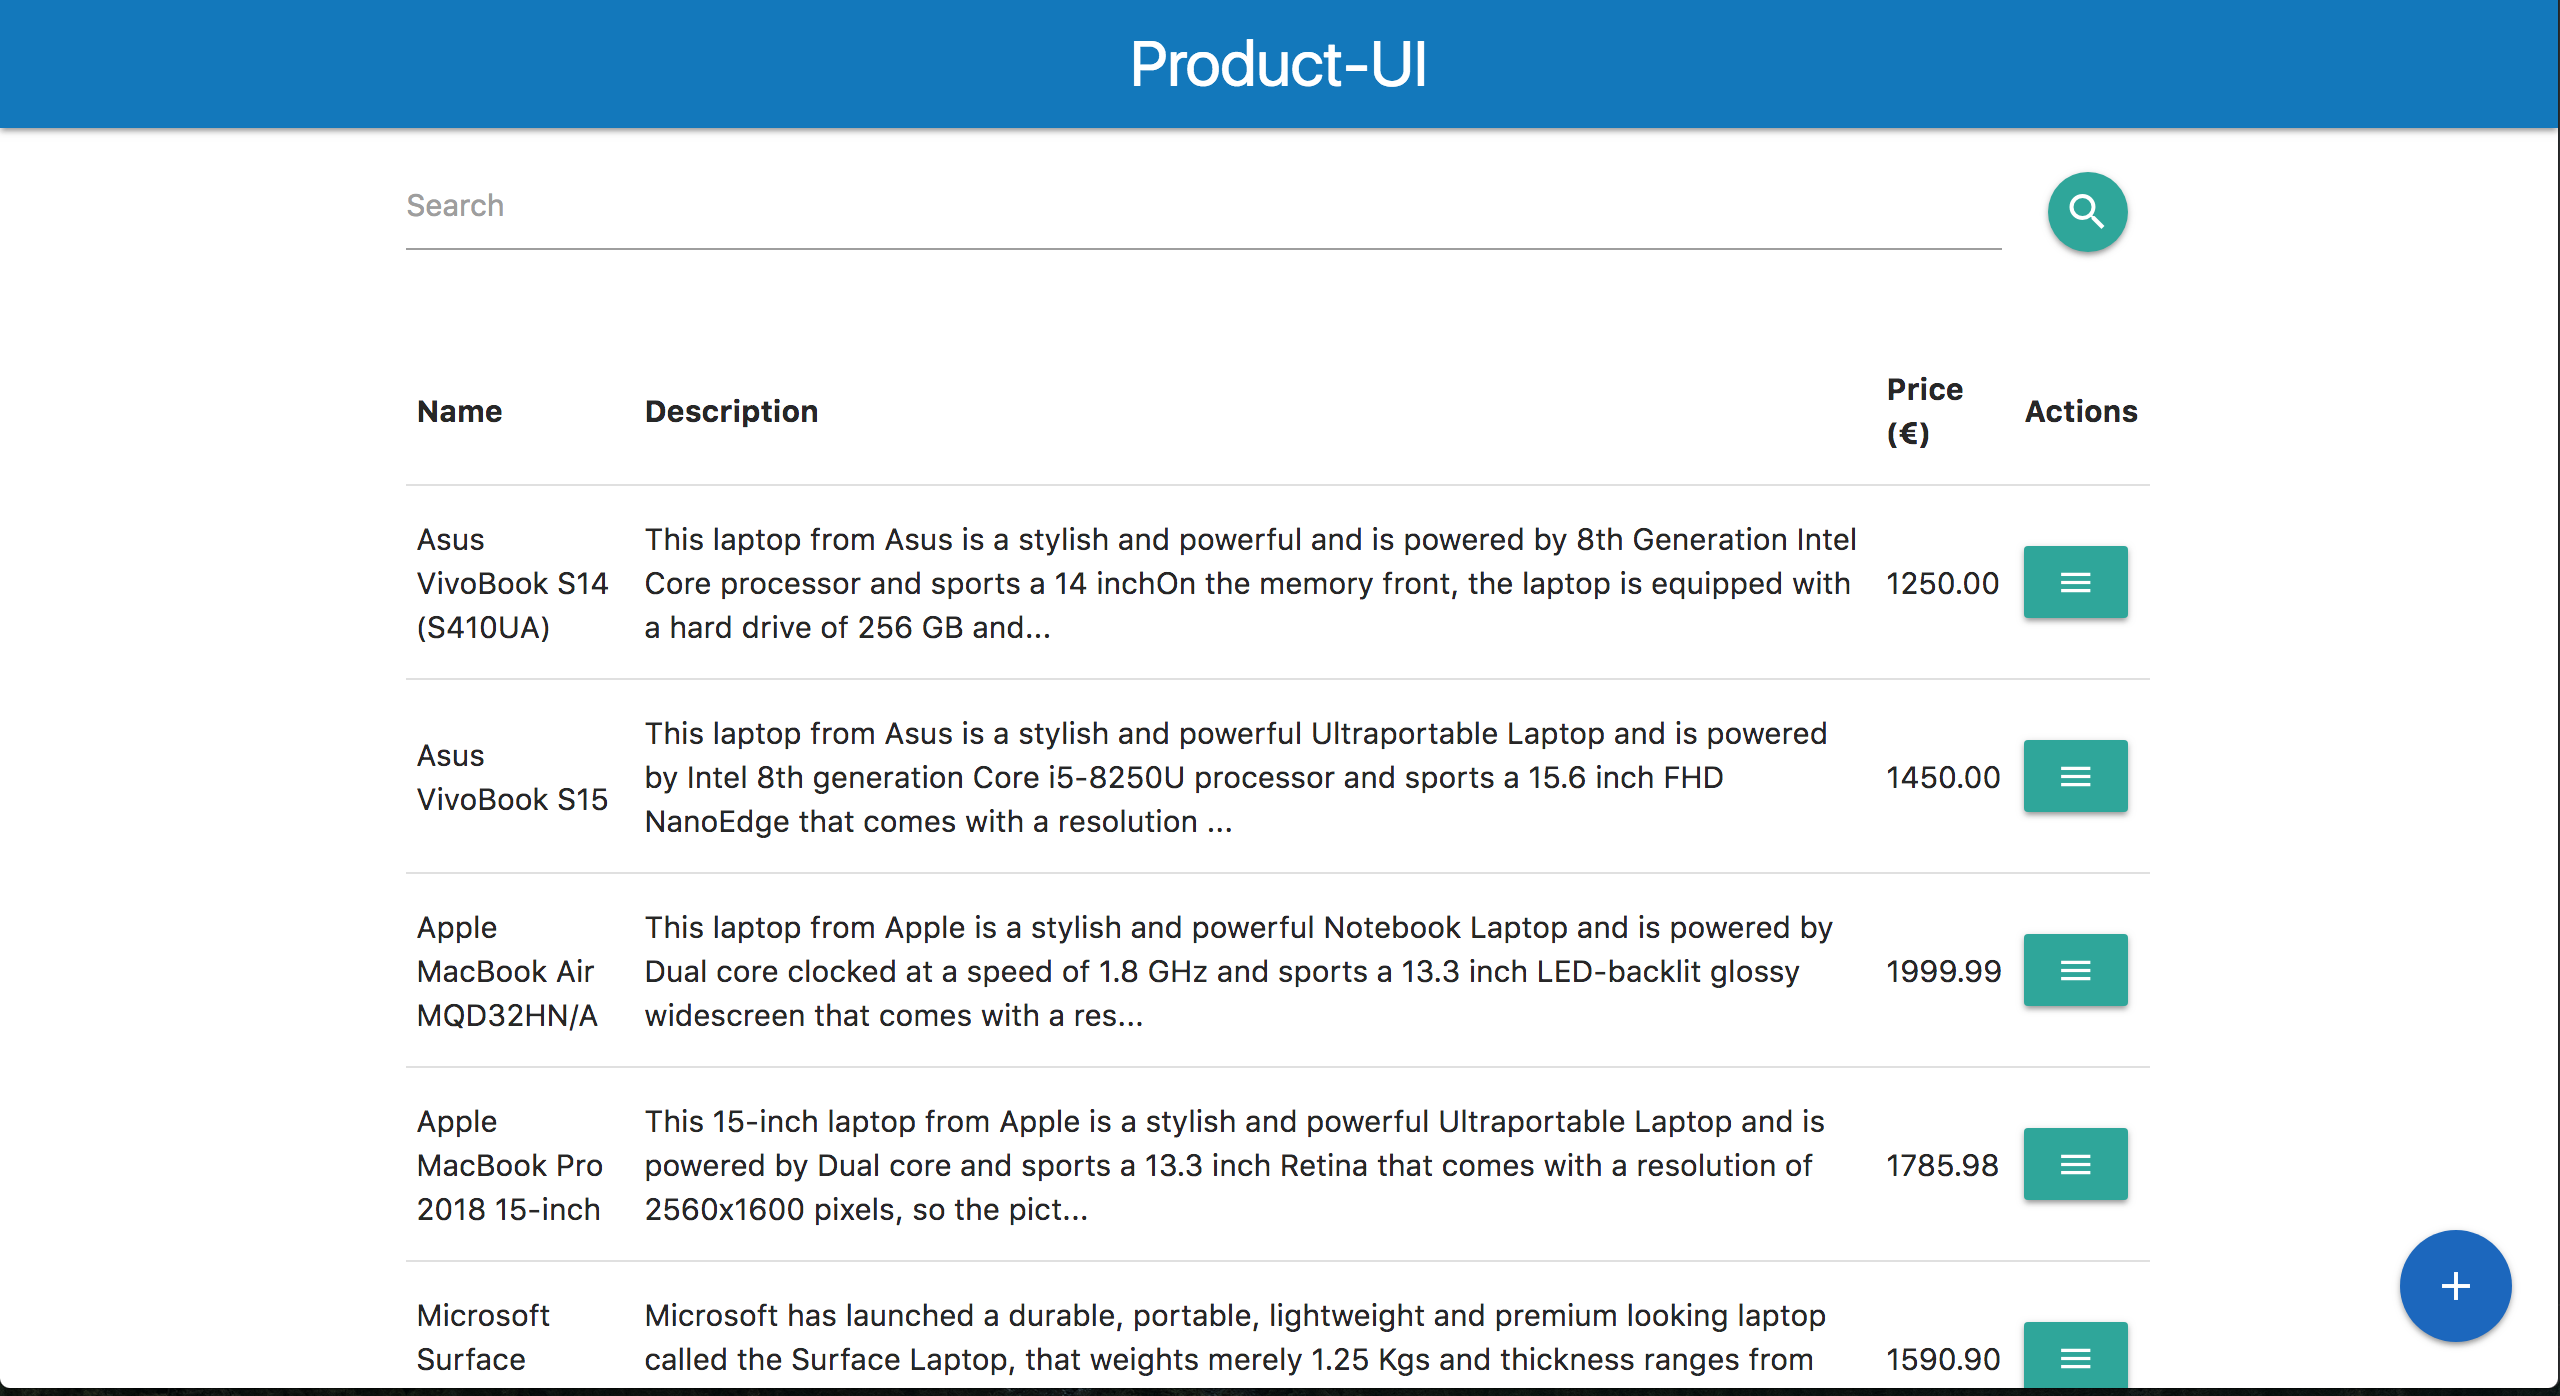 Product-UI
Search
Name Description Price (€) Actions
Asus VivoBook S14 (S410UA)
This laptop from Asus is a stylish and powerful and is powered by 8th Generation Intel
Core processor and sports a 14 inchOn the memory front, the laptop is equipped with
a hard drive of 256 GB and...
1250.00
Asus VivoBook S15
This laptop from Asus is a stylish and powerful Ultraportable Laptop and is powered
by Intel 8th generation Core i5-8250U processor and sports a 15.6 inch FHD
NanoEdge that comes with a resolution ...
1450.00
Apple MacBook Air MQD32HN/A
This laptop from Apple is a stylish and powerful Notebook Laptop and is powered by
Dual core clocked at a speed of 1.8 GHz and sports a 13.3 inch LED-backlit glossy
widescreen that comes with a res...
1999.99
Apple MacBook Pro 2018 15-inch
This 15-inch laptop from Apple is a stylish and powerful Ultraportable Laptop and is
powered by Dual core and sports a 13.3 inch Retina that comes with a resolution of
2560x1600 pixels, so the pict...
1785.98
Microsoft Surface
Microsoft has launched a durable, portable, lightweight and premium looking laptop
called the Surface Laptop, that weights merely 1.25 Kgs and thickness ranges from
1590.90